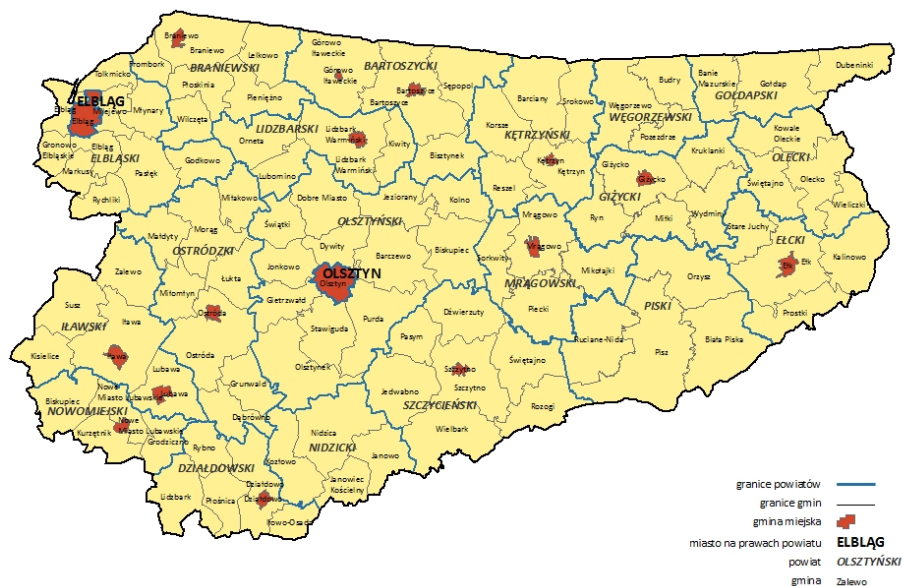 Braniewo
Braniewo
Lelkowo
Frombork
BRANIEWSKI
Tolkmicko
Płoskinia
Pieniężno
Wilczęta
Młynary
Górowo
Iławeckie
Górowo
Iławeckie
BARTOSZYCKI
Bartoszyce
Bartoszyce
Sępopol
Bisztynek
Dubeninki
Banie
Mazurskie
Gołdap
GOŁDAPSKI
Budry
Węgorzewo
WĘGORZEWSKI
Pozezdrze
Barciany
Srokowo
Korsze
KĘTRZYŃSKI
Kętrzyn
Kętrzyn
Reszel
ELBLĄG
Elbląg
Milejewo
Elbląg
Gronowo
Elbląskie
Elbląg
ELBLĄSKI
Markusy
Pasłęk
Rychliki
Godkowo
LIDZBARSKI
Orneta
Lidzbark
Warmiński
Kiwity
Lidzbark
Warmiński
Lubomino
Kruklanki
Giżycko
Giżycko
GIŻYCKI
Ryn
Miłki
Wydminy
Kowale
Oleckie
OLECKI
Świętajno
Olecko
Wieliczki
Miłakowo
Małdyty
Morąg
OSTRÓDZKI
Łukta
Miłomłyn
Ostróda
Ostróda
Grunwald
Dąbrówno
Dobre Miasto
Jeziorany
Kolno
Świątki
OLSZTYŃSKI
Dywity
Jonkowo
Barczewo
Biskupiec
OLSZTYN
Olsztyn
Gietrzwałd
Stawiguda
Purda
Olsztynek
Mrągowo
Mrągowo
Sorkwity
Mikołajki
MRĄGOWSKI
Piecki
Stare Juchy
EŁCKI
Ełk
Ełk
Kalinowo
Prostki
Orzysz
PISKI
Ruciane-Nida
Pisz
Biała Piska
Zalewo
Susz
IŁAWSKI
Iława
Kisielice
Iława
Lubawa
Lubawa
Dźwierzuty
Pasym
Szczytno
Szczytno
Świętajno
Jedwabno
SZCZYCIEŃSKI
Rozogi
Wielbark
Biskupiec
Nowe
Miasto Lubawskie
NOWOMIEJSKI
Kurzętnik
Nowe
Miasto Lubawskie
Grodziczno
Nidzica
NIDZICKI
Kozłowo
Janowo
Janowiec
Kościelny
Rybno
DZIAŁDOWSKI
Działdowo
Działdowo
Lidzbark
Płośnica
Iłowo-Osada
granice powiatów
granice gmin
gmina miejska
miasto na prawach powiatu ELBLĄG
powiat OLSZTYŃSKI
gmina Zalewo